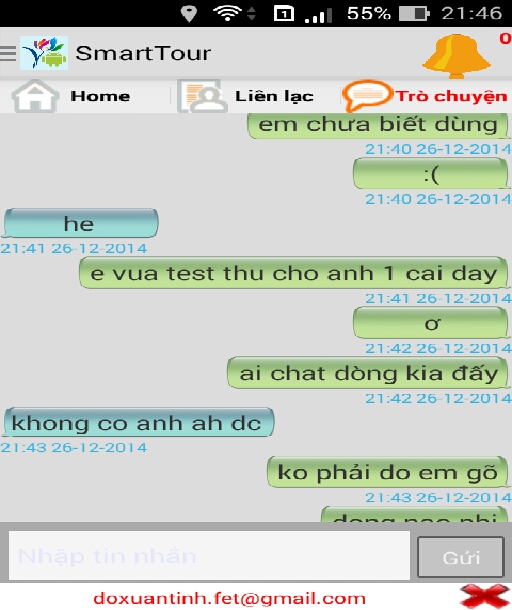 55% 21:46
SmartTour
0
Home
Liên lạc
Trò chuyện
em chưa biết dùng
21:40 26-12-2014
:(
21:40 26-12-2014
he
21:41 26-12-2014
e vua test thu cho anh 1 cai day
21:41 26-12-2014
ơ
21:42 26-12-2014
ai chat dòng kia đấy
21:42 26-12-2014
khong co anh ah dc
21:43 26-12-2014
ko phải do em gõ
21:43 26-12-2014
dong nao nhi
Nhập tin nhắn
Gửi
doxuantinh.fet@gmail.com